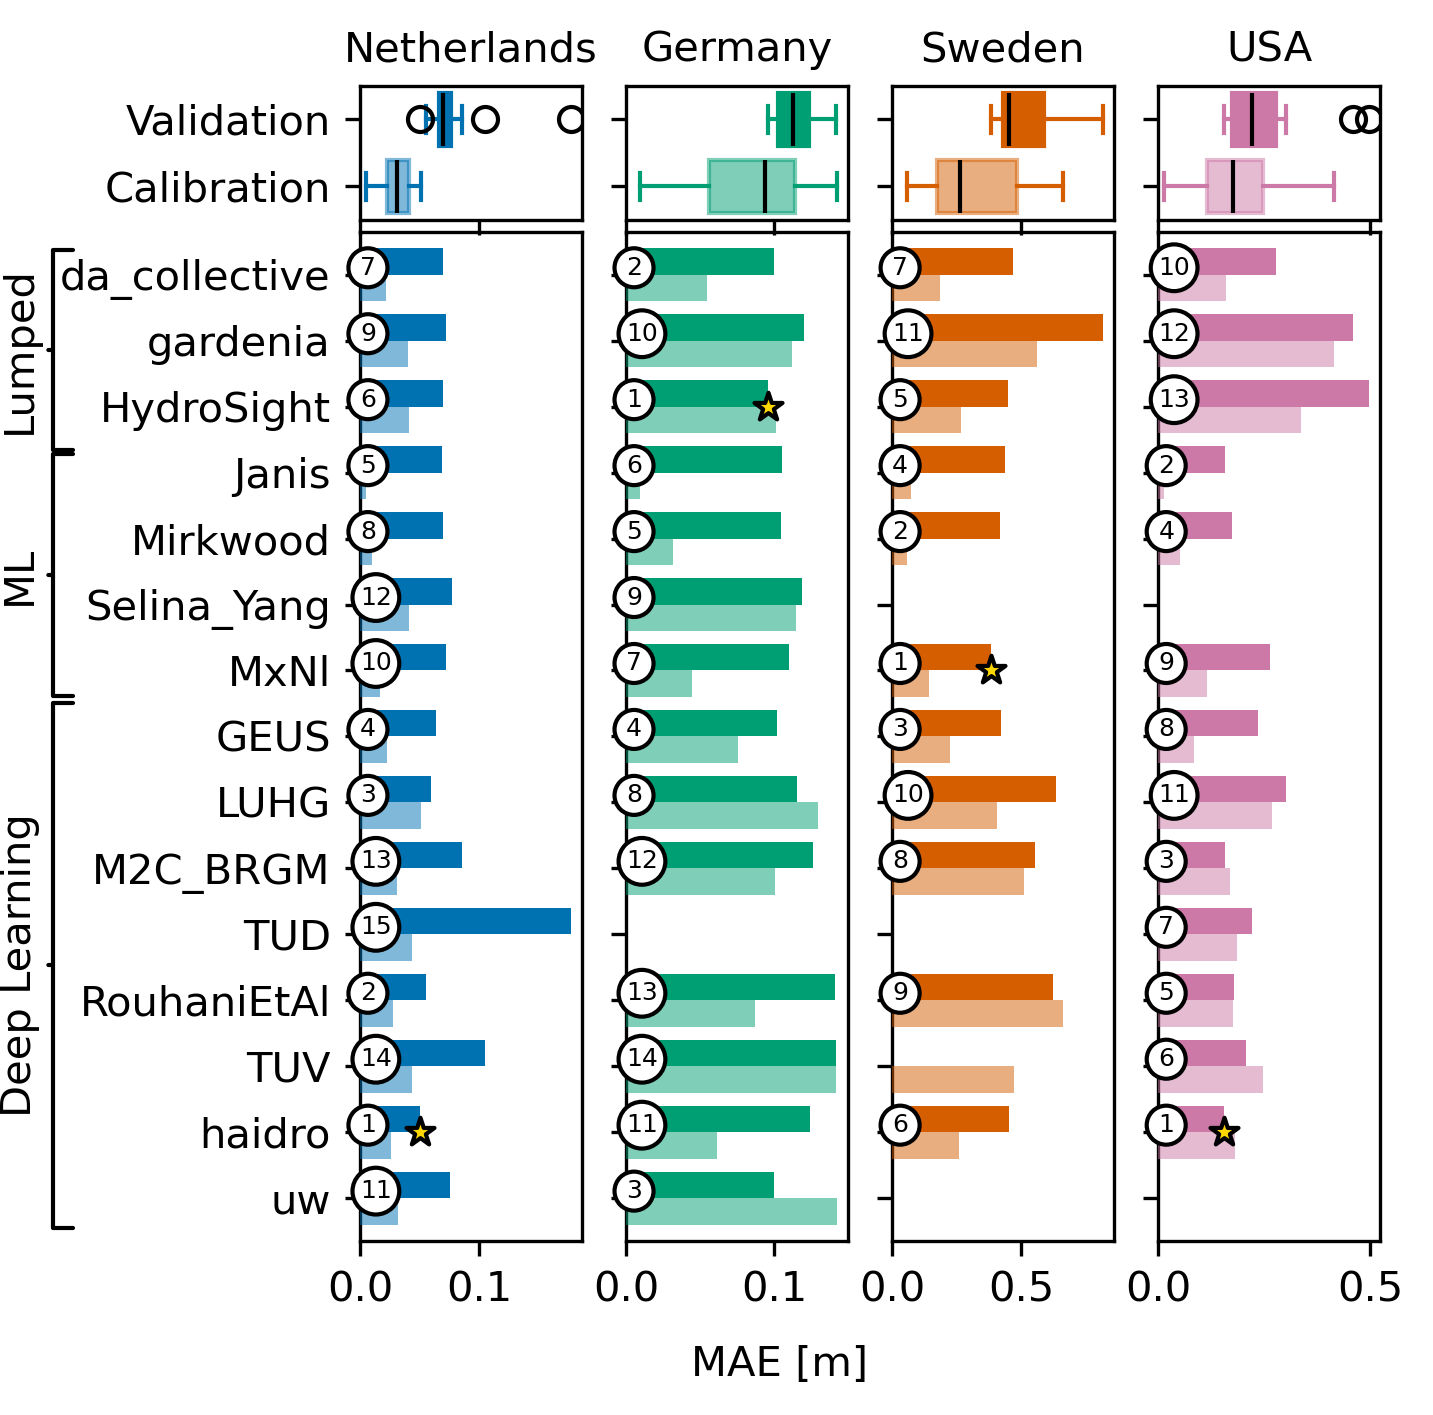 Netherlands Germany Sweden USA
Validation
Calibration
Lumped
da_collective 7 2 7 10
gardenia 9 10 11 12
HydroSight 6 1 5 13
ML
Janis 5 6 4 2
Mirkwood 8 5 2 4
Selina_Yang 12 9
MxNl 10 7 1 9
Deep Learning
GEUS 4 4 3 8
LUHG 3 8 10 11
M2C_BRGM 13 12 8 3
TUD 15 7
RouhaniEtAl 2 13 9 5
TUV 14 14 6
haidro 1 11 6 1
uw 11 3
0.0 0.1 0.0 0.1 0.0 0.5 0.0 0.5
MAE [m]